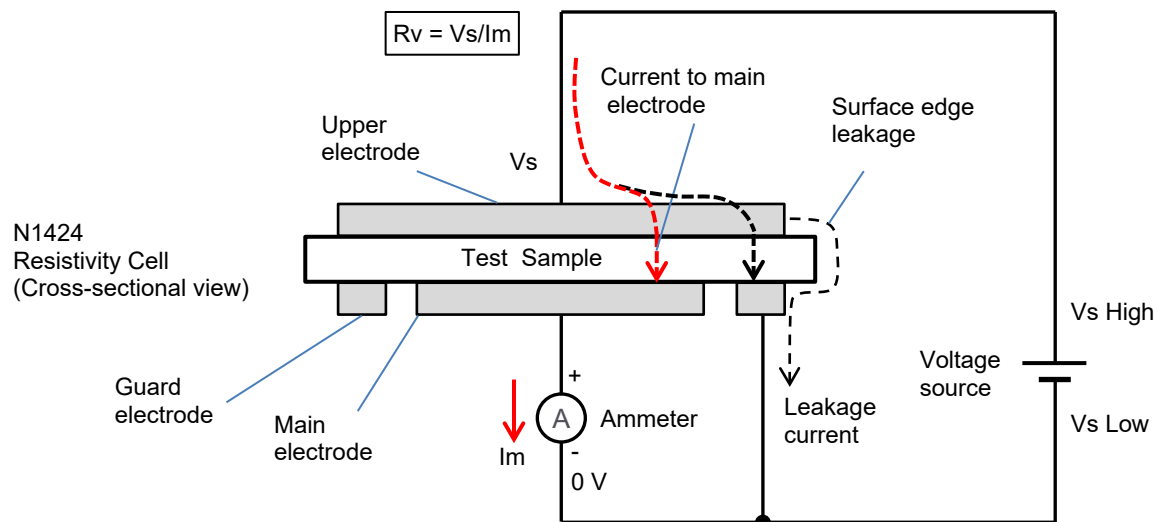 Rv = Vs/Im
Current to main
electrode
Surface edge
leakage
Upper
electrode
Vs
N1424
Resistivity Cell
(Cross-sectional view)
Test Sample
Vs High
Voltage
source
Vs Low
Guard
electrode
Main
electrode
+
A
Ammeter
Im
-
0 V
Leakage
current